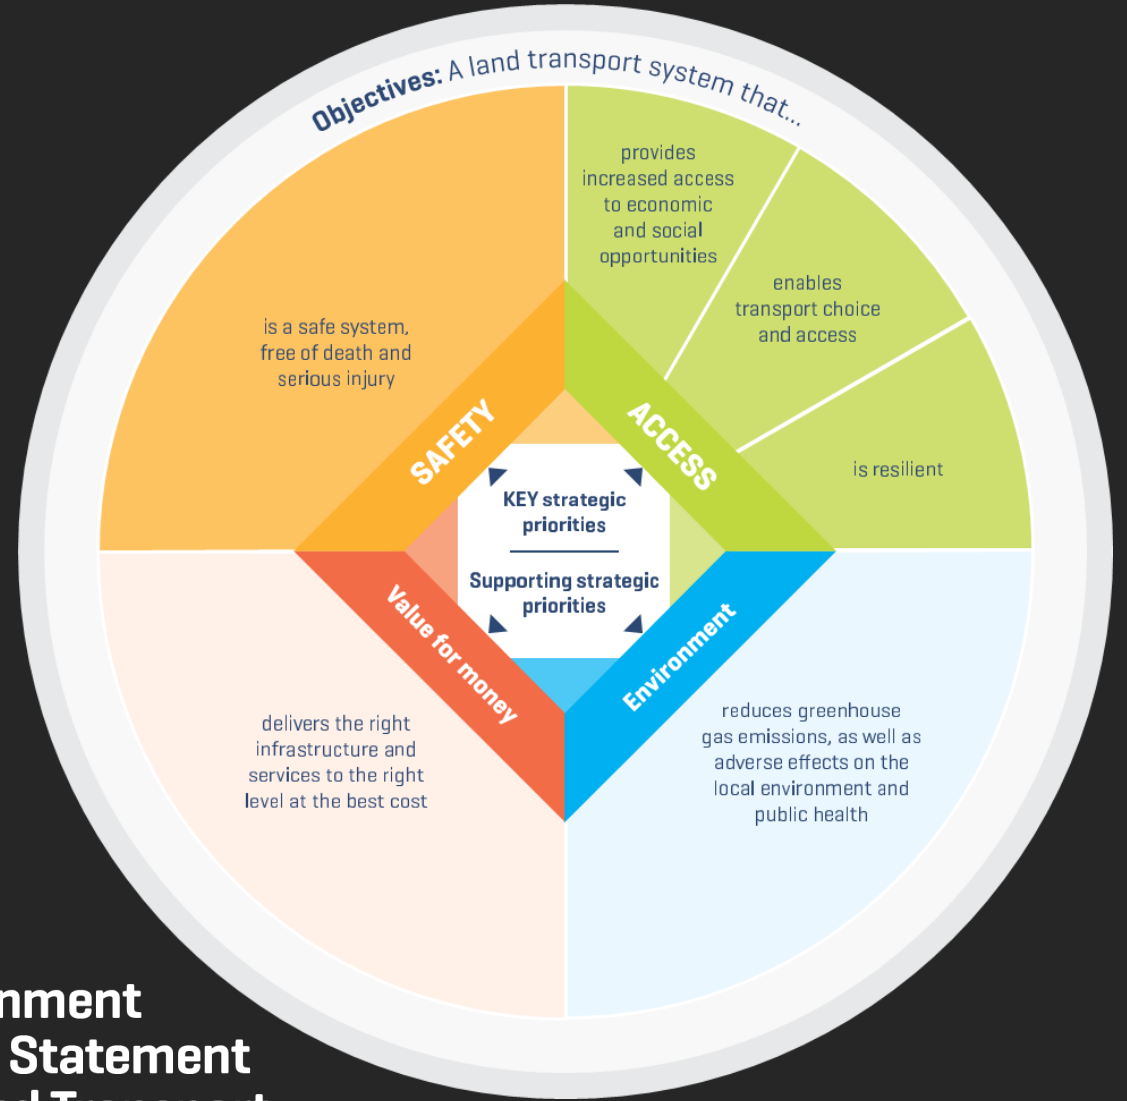 Objectives: A land transport system that...
provides
increased access
to economic
and social
opportunities
enables
transport choice
and access
is resilient
is a safe system,
free of death and
serious injury
SAFETY
ACCESS
KEY strategic
priorities
Supporting strategic
priorities
Value for money
Environment
delivers the right
infrastructure and
services to the right
level at the best cost
reduces greenhouse
gas emissions, as well as
adverse effects on the
local environment and
public health
nment
Statement
nd Transport